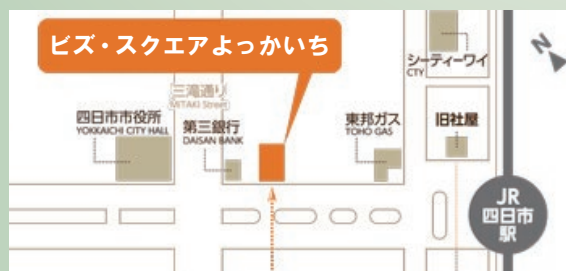 ビズ・スクエアよっかいち
N
シーティーワイ
CTY
三滝通り
MITAKI Street
四日市市役所
YOKKAICHI CITY HALL
第三銀行
DAISAN BANK
東邦ガス
TOHO GAS
旧社屋
JR
四日市
駅